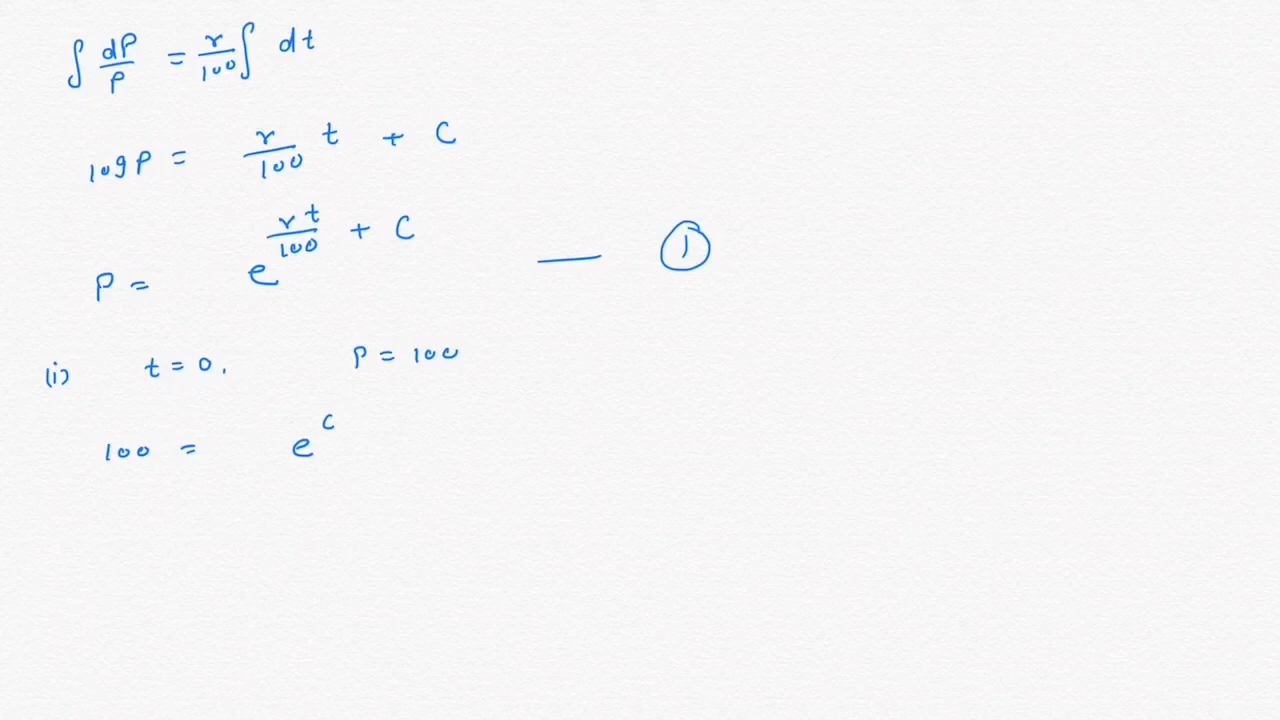 ∫ dP/P = r/100 ∫ dt
log P = r/100 t + C
P = e^(rt/100 + C) — ①
(i) t = 0, P = 100
100 = e^C